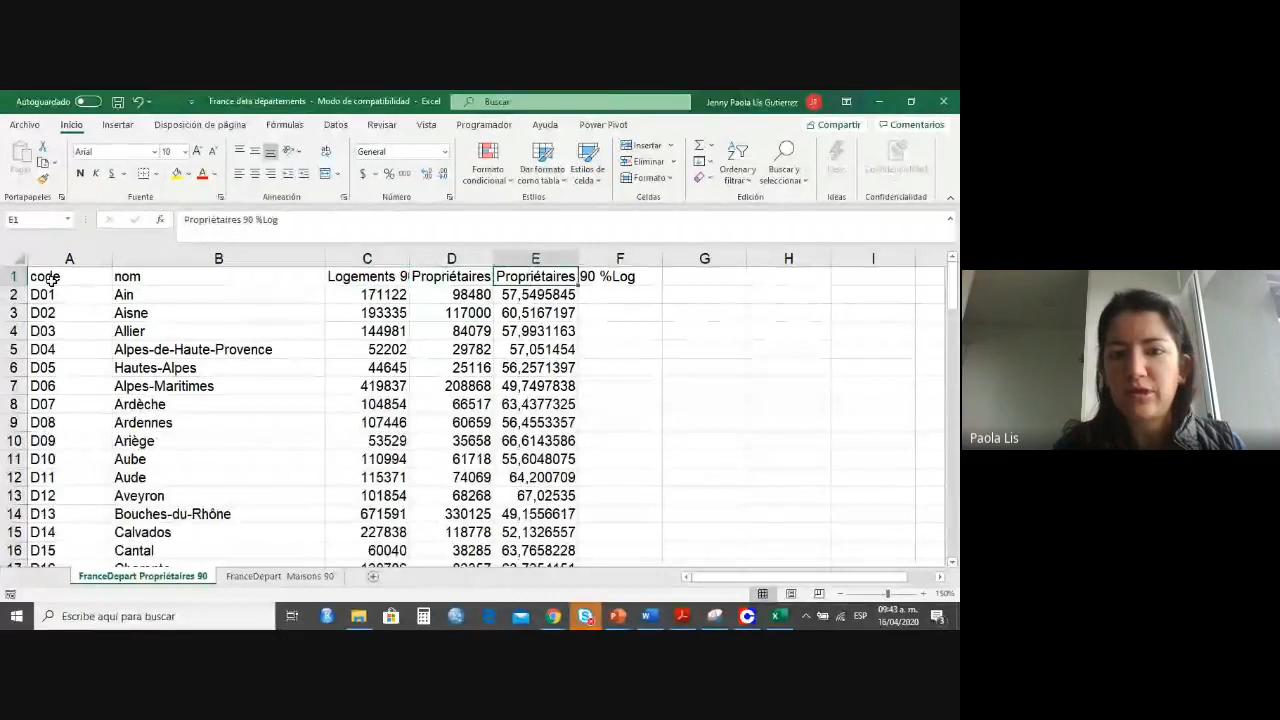 Autoguardado
France data départements - Modo de compatibilidad - Excel
Buscar
Jenny Paola Lis Gutierrez
JP
Archivo Inicio Insertar Disposición de página Fórmulas Datos Revisar Vista Programador Ayuda Power Pivot
Compartir Comentarios
Pegar
Arial 10
N K S
General
Formato condicional
Dar formato como tabla
Estilos de celda
Insertar
Eliminar
Formato
Ordenar y filtrar
Buscar y seleccionar
Ideas
Confidencialidad
Portapapeles Fuente Alineación Número Estilos Celdas Edición Ideas Confidencialidad
E1 fx Propriétaires 90 %Log
A B C D E F G H I
1 code nom Logements 9 Propriétaires Propriétaires 90 %Log
2 D01 Ain 171122 98480 57,5495845
3 D02 Aisne 193335 117000 60,5167197
4 D03 Allier 144981 84079 57,9931163
5 D04 Alpes-de-Haute-Provence 52202 29782 57,051454
6 D05 Hautes-Alpes 44645 25116 56,2571397
7 D06 Alpes-Maritimes 419837 208868 49,7497838
8 D07 Ardèche 104854 66517 63,4377325
9 D08 Ardennes 107446 60659 56,4553357
10 D09 Ariège 53529 35658 66,6143586
11 D10 Aube 110994 61718 55,6048075
12 D11 Aude 115371 74069 64,200709
13 D12 Aveyron 101854 68268 67,02535
14 D13 Bouches-du-Rhône 671591 330125 49,1556617
15 D14 Calvados 227838 118778 52,1326557
16 D15 Cantal 60040 38285 63,7658228
FranceDepart Propriétaires 90 FranceDepart Maisons 90
150%
Escribe aquí para buscar
ESP
09:43 a. m.
16/04/2020
Paola Lis